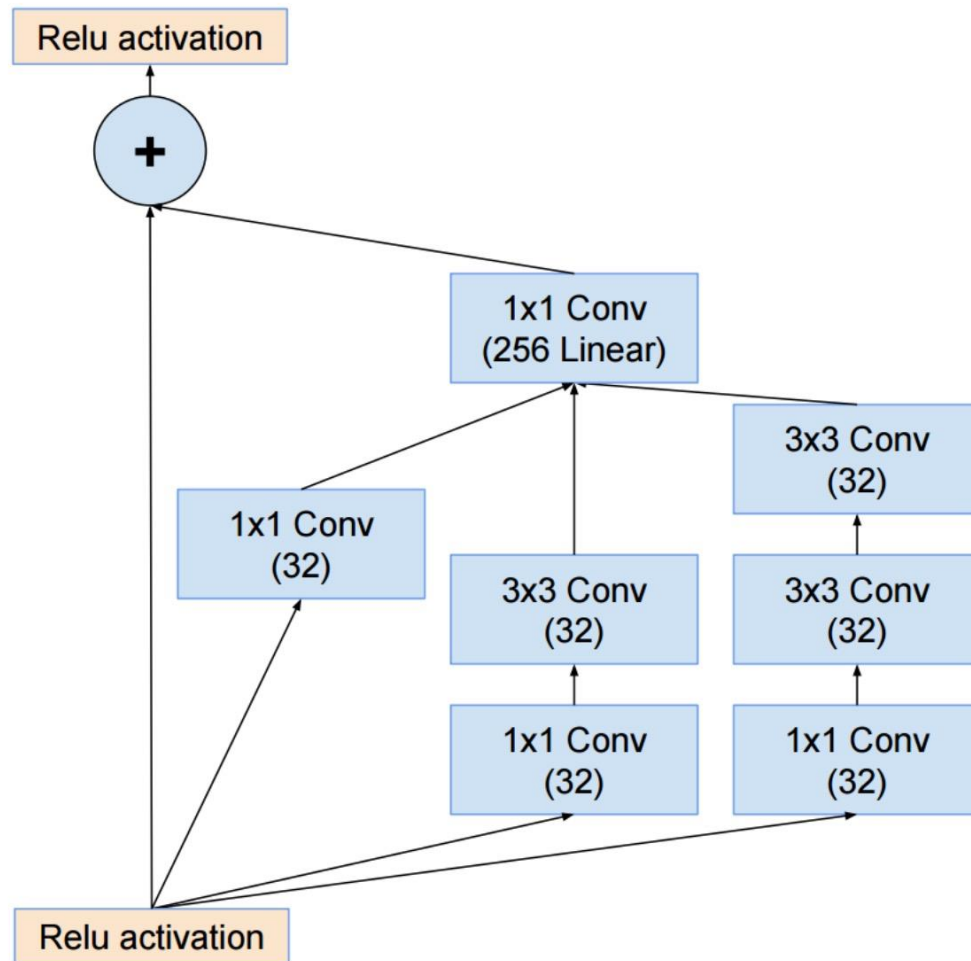 Relu activation
+
1x1 Conv
(256 Linear)
3x3 Conv
(32)
1x1 Conv
(32)
3x3 Conv
(32)
3x3 Conv
(32)
1x1 Conv
(32)
1x1 Conv
(32)
Relu activation